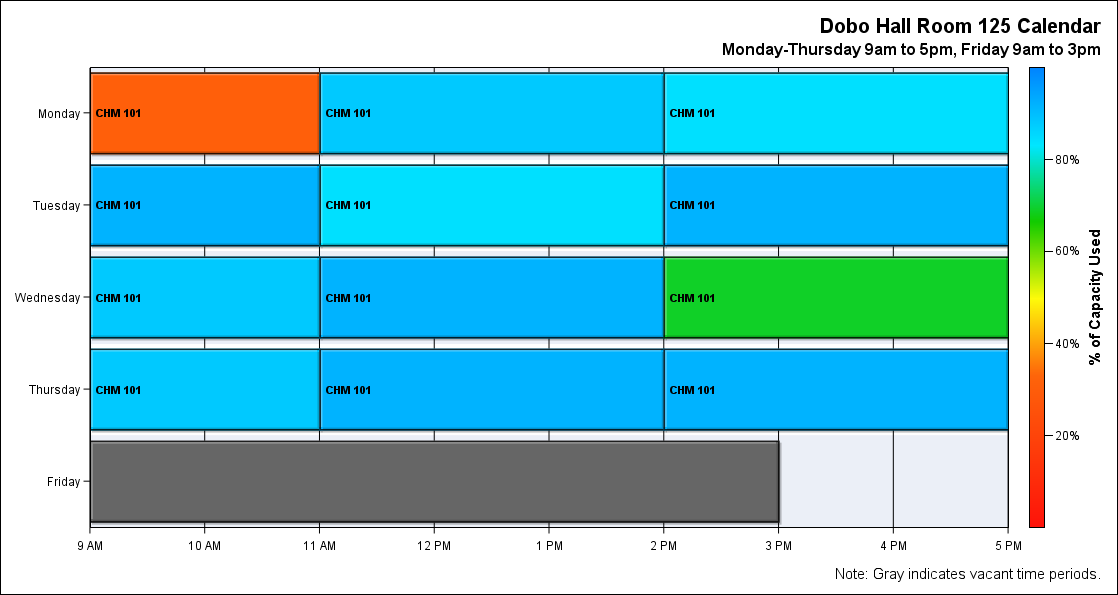 Dobo Hall Room 125 Calendar
Monday-Thursday 9am to 5pm, Friday 9am to 3pm
Monday
CHM 101
CHM 101
CHM 101
Tuesday
CHM 101
CHM 101
CHM 101
Wednesday
CHM 101
CHM 101
CHM 101
Thursday
CHM 101
CHM 101
CHM 101
Friday
9 AM
10 AM
11 AM
12 PM
1 PM
2 PM
3 PM
4 PM
5 PM
80%
60%
40%
20%
% of Capacity Used
Note: Gray indicates vacant time periods.